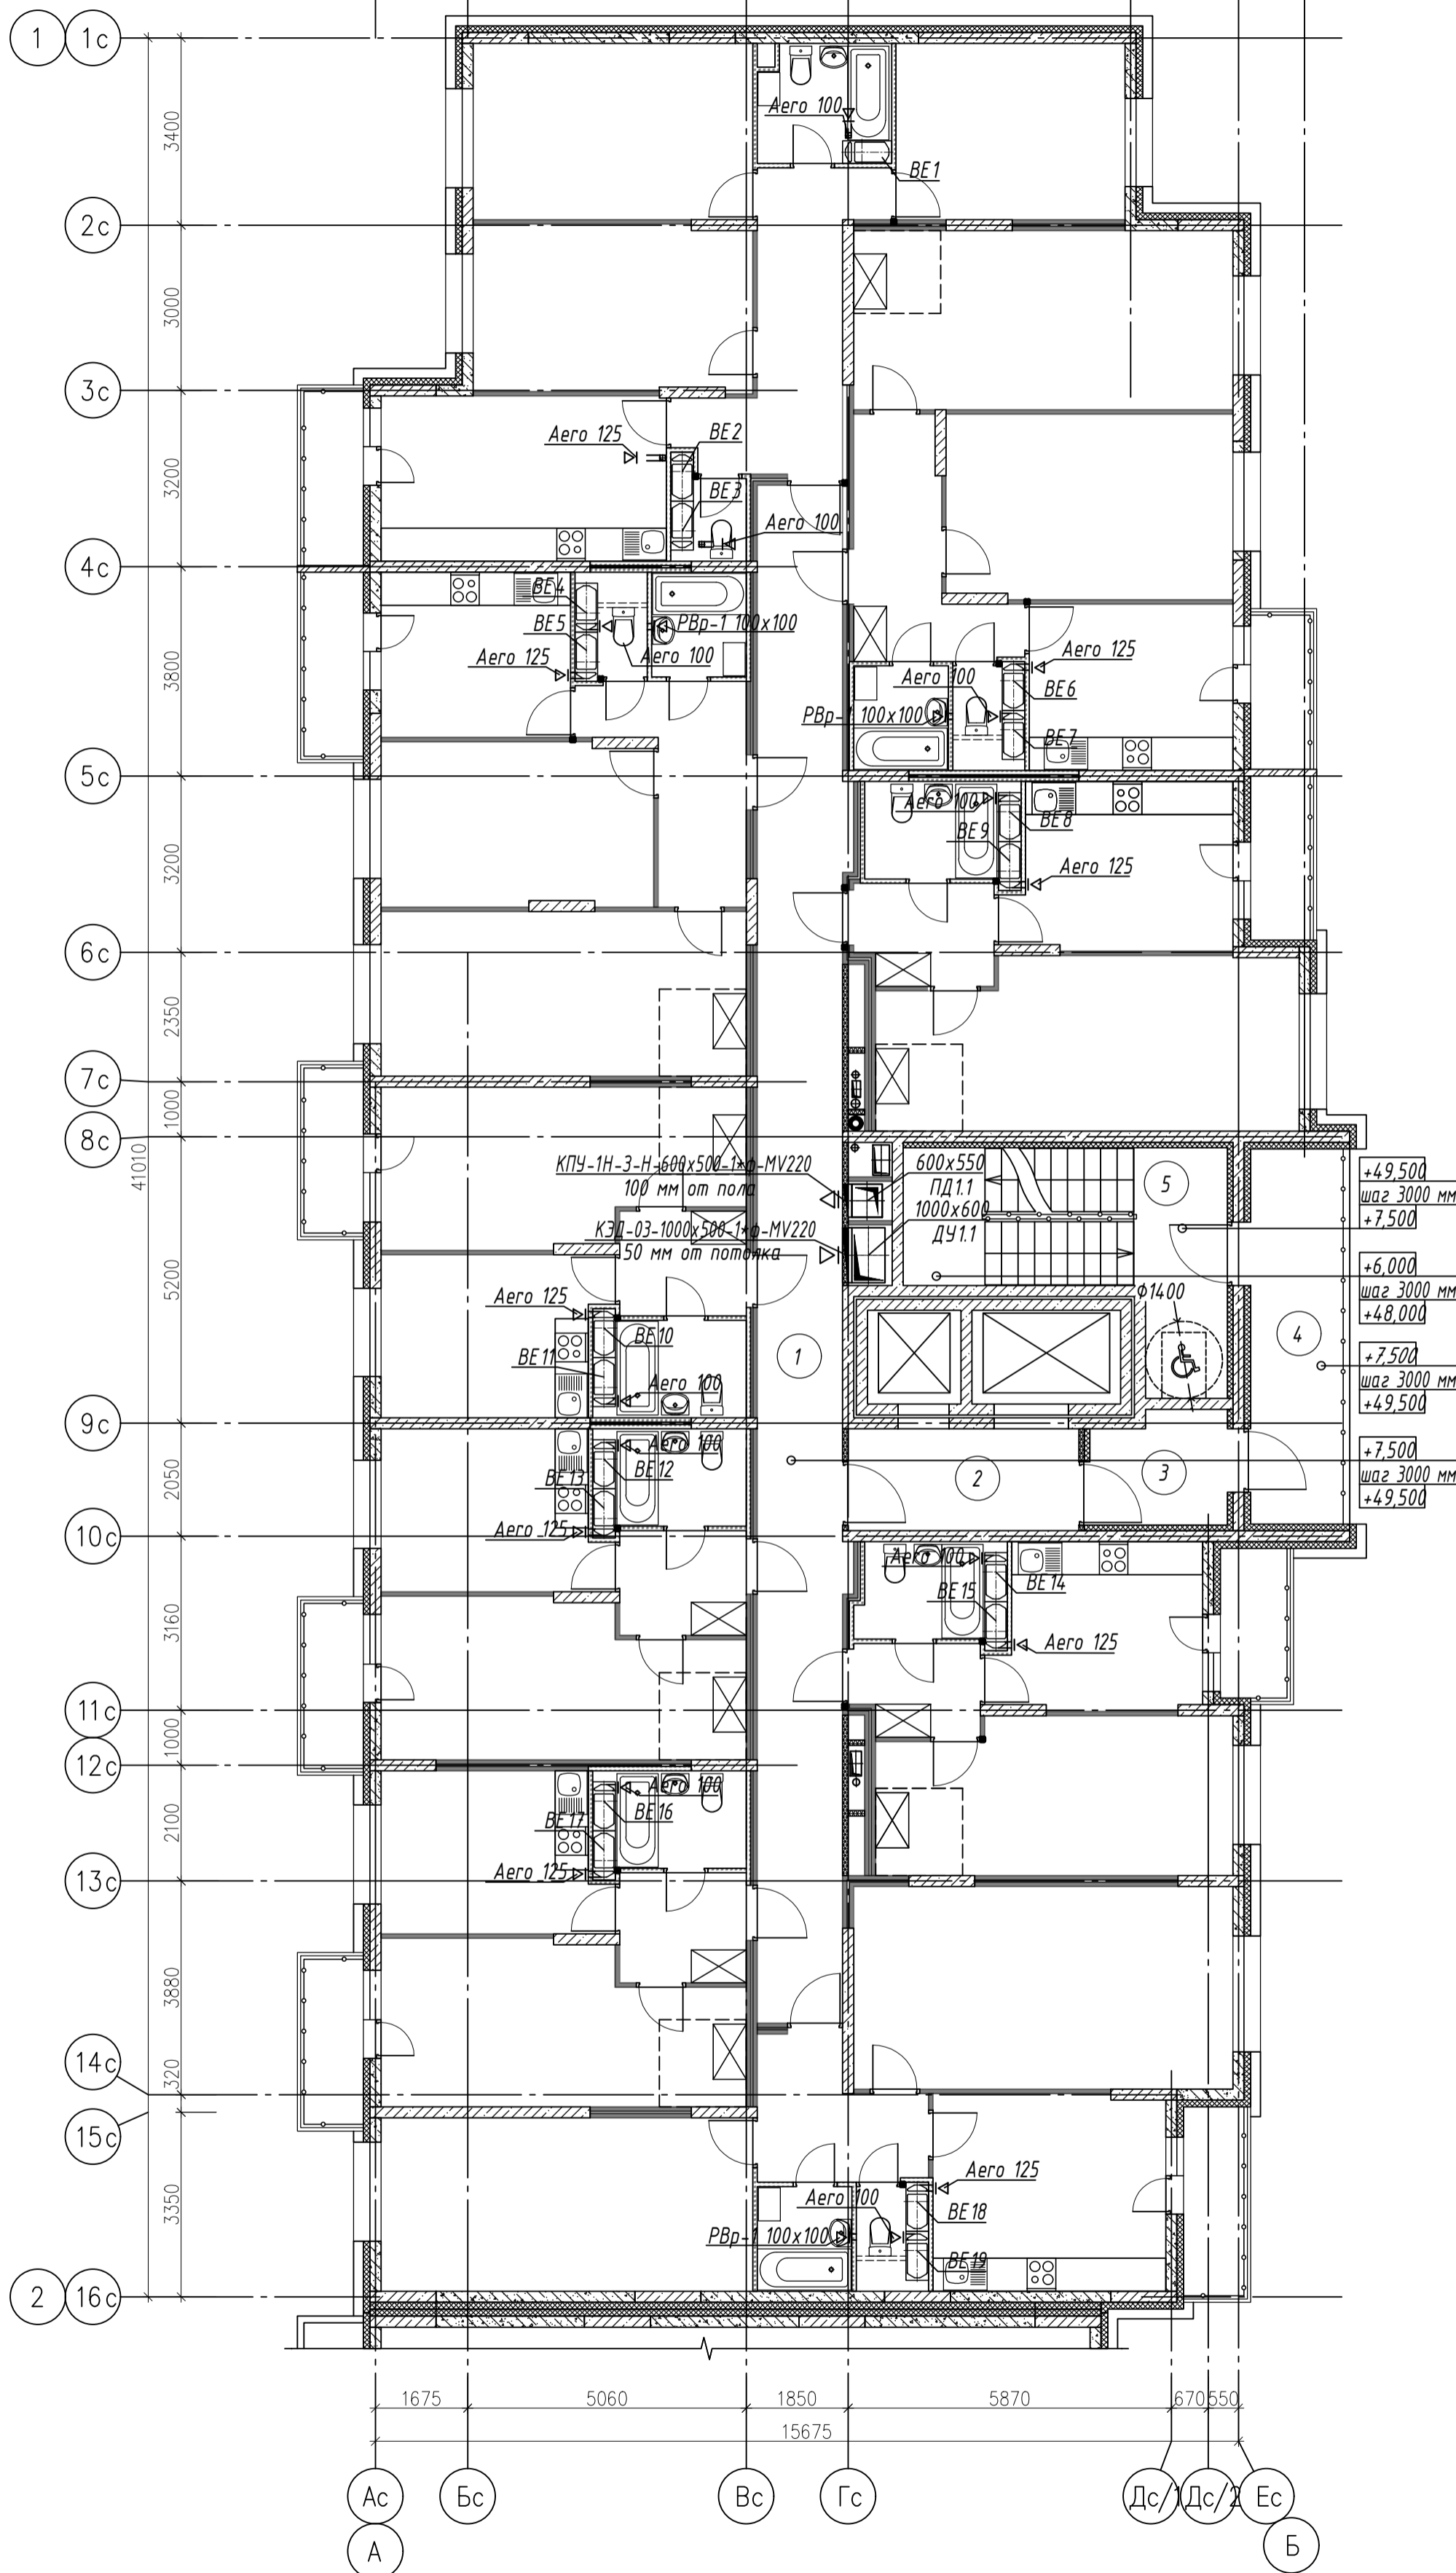 1
1с
3400
Aero 100
ВЕ1
2с
3000
3с
Aero 125
ВЕ2
3200
ВЕ3
Aero 100
4с
ВЕ4
ВЕ5
РВр-1 100х100
Aero 125
Aero 100
3800
Aero 125
Aero 100
ВЕ6
РВр-1 100х100
ВЕ7
5с
Aero 100
ВЕ8
ВЕ9
3200
Aero 125
6с
2350
7с
1000
8с
41010
КПУ-1Н-3-Н-600х500-1*ф-MV220
100 мм от пола
600х550
ПД1.1
5
+49,500
шаг 3000 мм
+7,500
1000х600
КЭД-03-1000х500-1*ф-MV220
ДУ1.1
50 мм от потолка
5200
+6,000
шаг 3000 мм
+48,000
ϕ1400
Aero 125
ВЕ10
ВЕ11
1
4
+7,500
шаг 3000 мм
+49,500
Aero 100
9с
Aero 100
ВЕ12
ВЕ13
2050
2
3
+7,500
шаг 3000 мм
+49,500
Aero 125
10с
Aero 100
ВЕ14
ВЕ15
3160
Aero 125
11с
1000
12с
Aero 100
ВЕ16
ВЕ17
2100
Aero 125
13с
3880
14с
320
15с
Aero 125
Aero 100
ВЕ18
3350
РВр-1 100х100
ВЕ19
2
16с
1675
5060
1850
5870
670
550
15675
Ас
Бс
Вс
Гс
Дс/1
Дс/2
Ес
А
Б